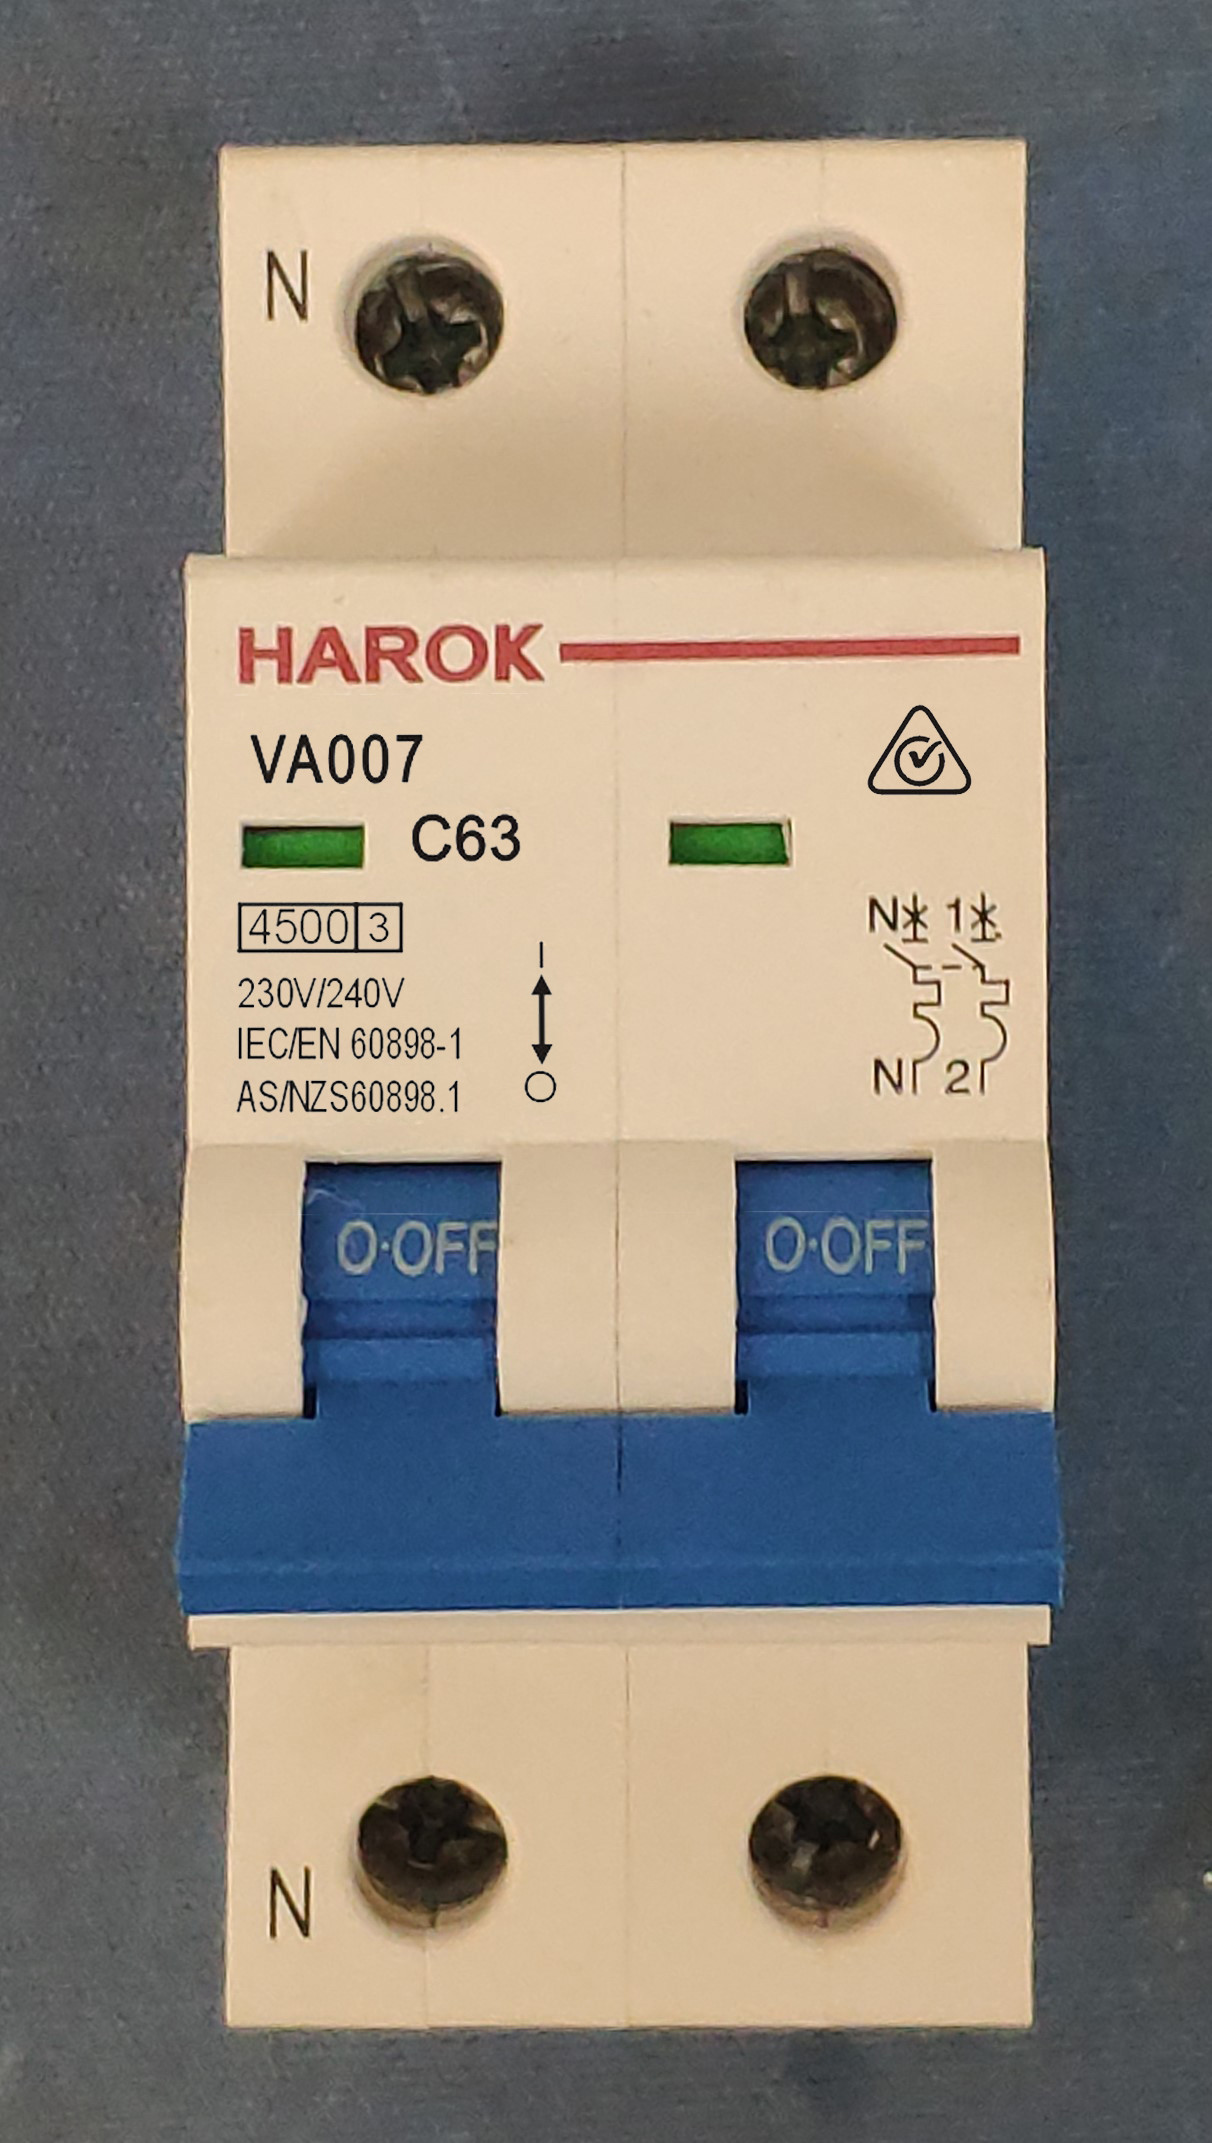 N
HAROK
VA007
C63
4500 3
230V/240V
IEC/EN 60898-1
AS/NZS60898.1
N 1
N 2
O·OFF O·OFF
N